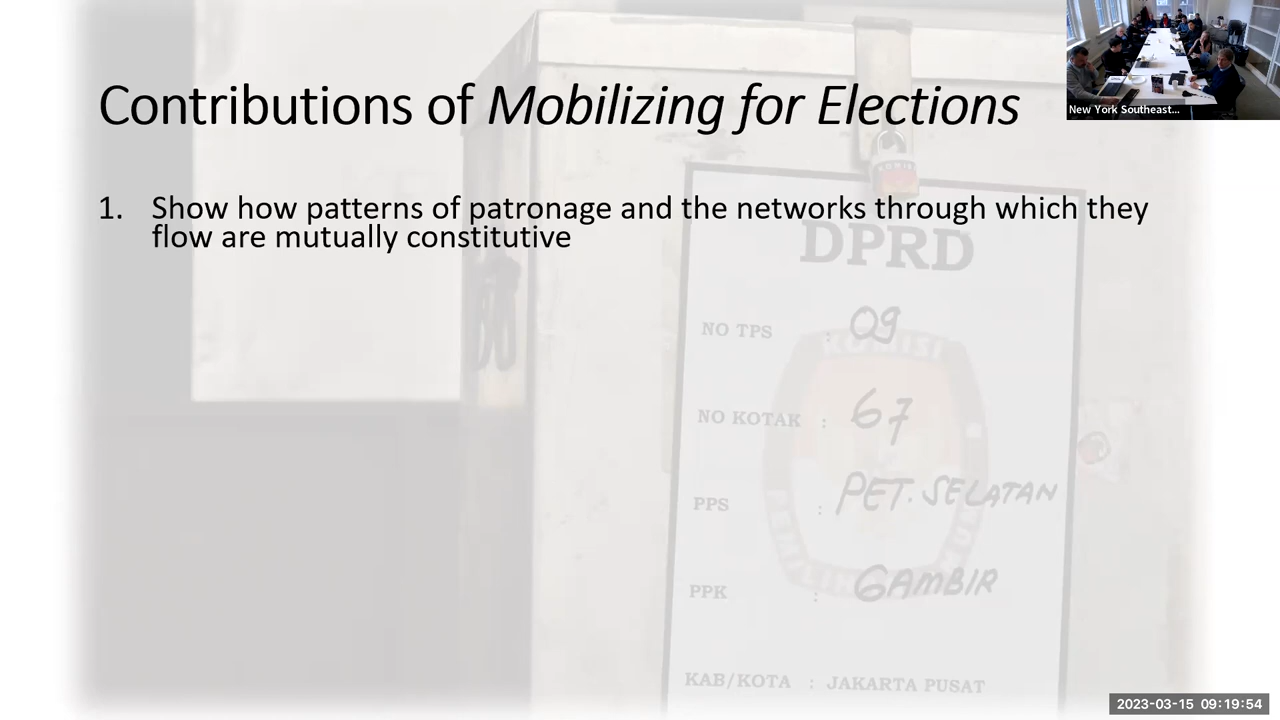 Contributions of Mobilizing for Elections
New York Southeast...
1. Show how patterns of patronage and the networks through which they
flow are mutually constitutive
DPRD
NO TPS : 09
NO KOTAK : 67
PPS : PET. SELATAN
PPK : GAMBIR
KAB/KOTA : JAKARTA PUSAT
2023-03-15 09:19:54